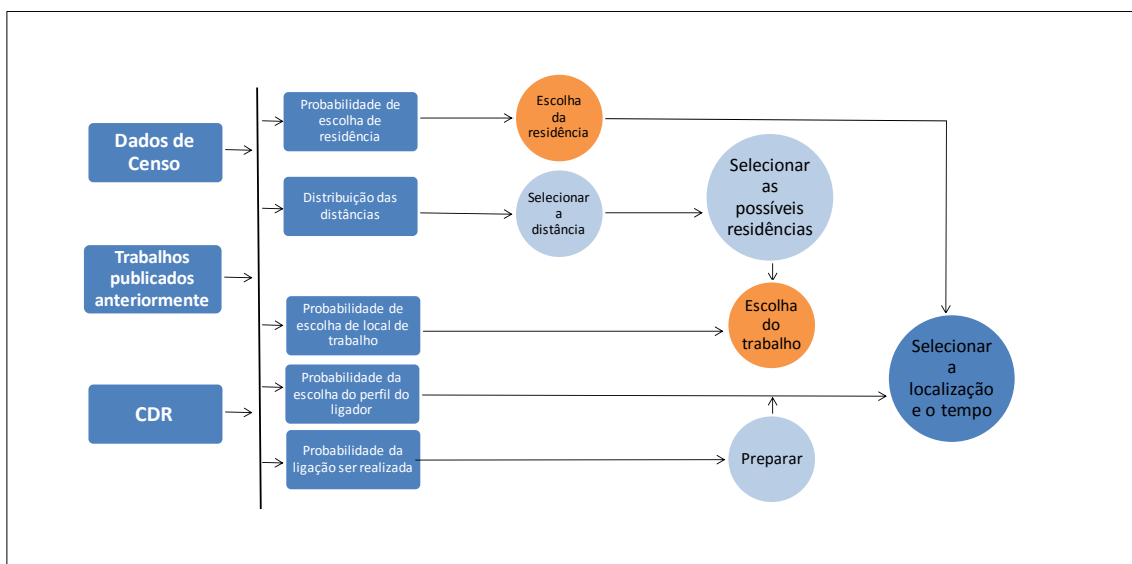 Dados de
Censo
Trabalhos
publicados
anteriormente
CDR
Probabilidade de
escolha de
residência
Distribuição das
distâncias
Probabilidade de
escolha de local de
trabalho
Probabilidade da
escolha do perfil do
ligador
Probabilidade da
ligação ser realizada
Escolha
da
residência
Selecionar
a
distância
Selecionar
as
possíveis
residências
Escolha
do
trabalho
Preparar
Selecionar
a
localização
e o tempo